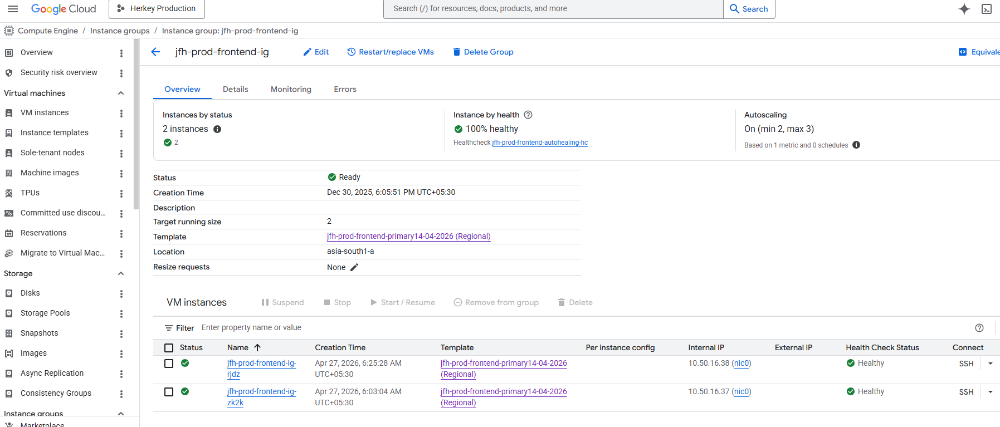 Google Cloud
Herkey Production
Search (/) for resources, docs, products, and more
Search
Compute Engine / Instance groups / Instance group: jfh-prod-frontend-ig
Overview
Security risk overview
Virtual machines
VM instances
Instance templates
Sole-tenant nodes
Machine images
TPUs
Committed use discou...
Reservations
Migrate to Virtual Mac...
Storage
Disks
Storage Pools
Snapshots
Images
Async Replication
Consistency Groups
Instance groups
Marketplace
jfh-prod-frontend-ig
Edit
Restart/replace VMs
Delete Group
Equivale
Overview Details Monitoring Errors
Instances by status
2 instances
2
Instance by health
100% healthy
Healthcheck jfh-prod-frontend-autohealing-hc
Autoscaling
On (min 2, max 3)
Based on 1 metric and 0 schedules
Status Ready
Creation Time Dec 30, 2025, 6:05:51 PM UTC+05:30
Description
Target running size 2
Template jfh-prod-frontend-primary14-04-2026 (Regional)
Location asia-south1-a
Resize requests None
VM instances Suspend Stop Start / Resume Remove from group Delete
Filter Enter property name or value
Status Name Creation Time Template Per instance config Internal IP External IP Health Check Status Connect
jfh-prod-frontend-ig- Apr 27, 2026, 6:25:28 AM jfh-prod-frontend-primary14-04-2026 10.50.16.38 (nic0) Healthy SSH
rjdz UTC+05:30 (Regional)
jfh-prod-frontend-ig- Apr 27, 2026, 6:03:04 AM jfh-prod-frontend-primary14-04-2026 10.50.16.37 (nic0) Healthy SSH
zk2k UTC+05:30 (Regional)